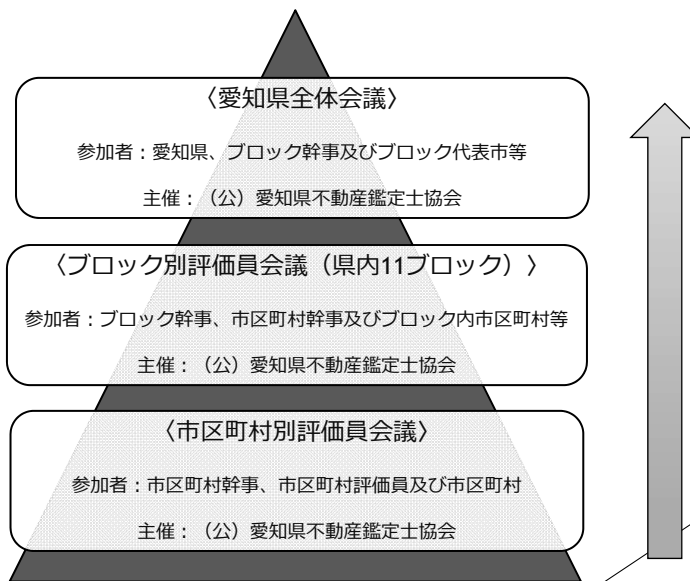 〈愛知県全体会議〉
参加者：愛知県、ブロック幹事及びブロック代表市等
主催：（公）愛知県不動産鑑定士協会
〈ブロック別評価員会議（県内11ブロック）〉
参加者：ブロック幹事、市区町村幹事及びブロック内市区町村等
主催：（公）愛知県不動産鑑定士協会
〈市区町村別評価員会議〉
参加者：市区町村幹事、市区町村評価員及び市区町村
主催：（公）愛知県不動産鑑定士協会